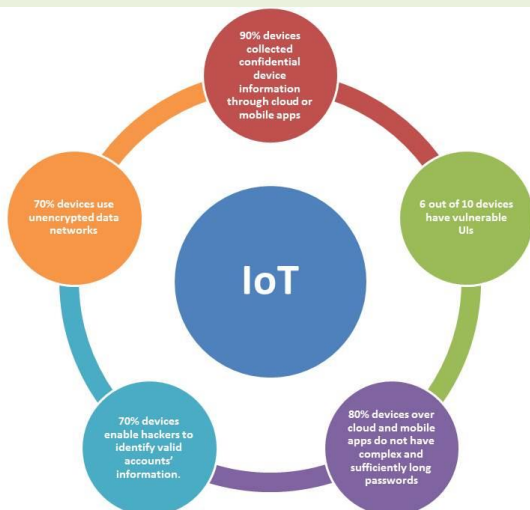 90% devices
collected
confidential
device
information
through cloud or
mobile apps
6 out of 10 devices
have vulnerable
UIs
80% devices over
cloud and mobile
apps do not have
complex and
sufficiently long
passwords
70% devices
enable hackers to
identify valid
accounts'
information.
70% devices use
unencrypted data
networks
IoT